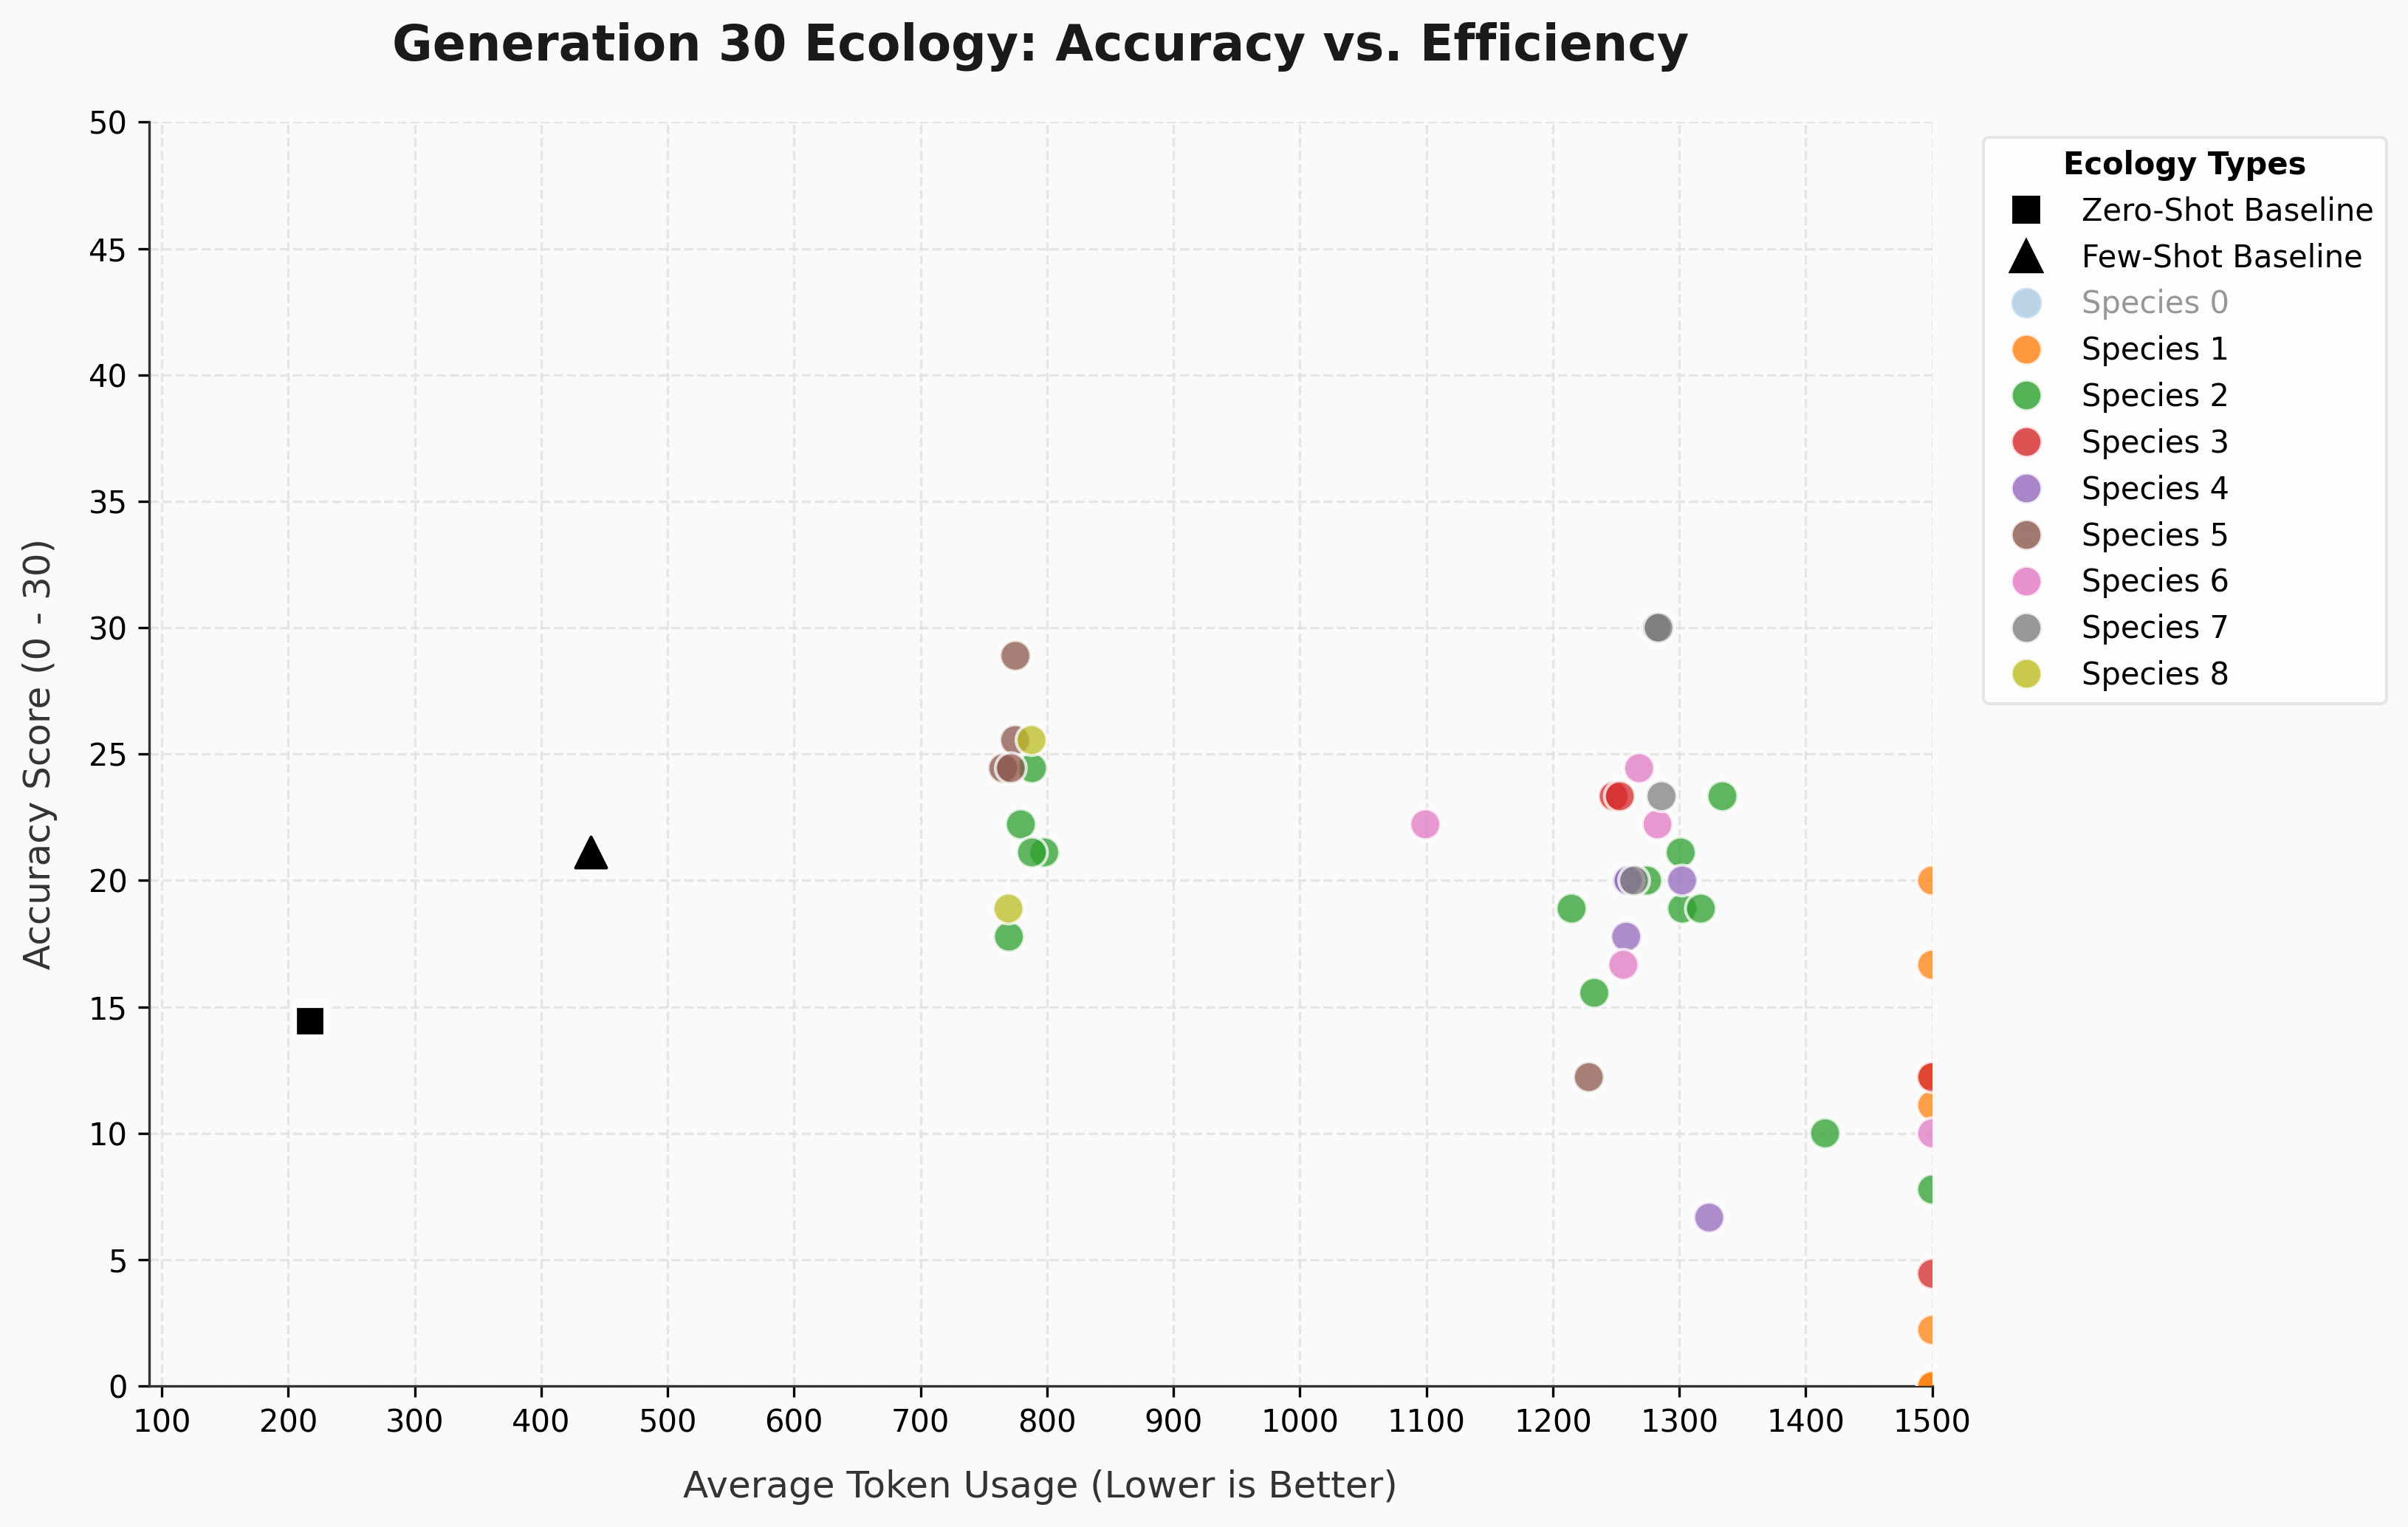 Generation 30 Ecology: Accuracy vs. Efficiency
50
45
40
35
30
25
20
15
10
5
0
Accuracy Score (0 - 30)
100 200 300 400 500 600 700 800 900 1000 1100 1200 1300 1400 1500
Average Token Usage (Lower is Better)
Ecology Types
Zero-Shot Baseline
Few-Shot Baseline
Species 0
Species 1
Species 2
Species 3
Species 4
Species 5
Species 6
Species 7
Species 8